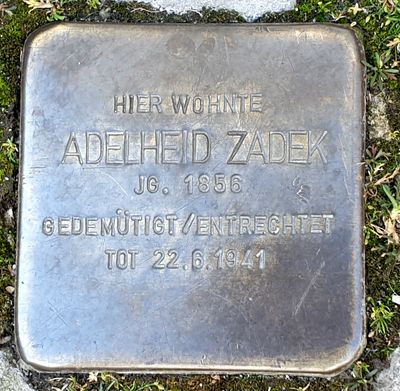 HIER WOHNTE
ADELHEID ZADEK
JG. 1856
GEDEMÜTIGT/ENTRECHTET
TOT 22.6.1941